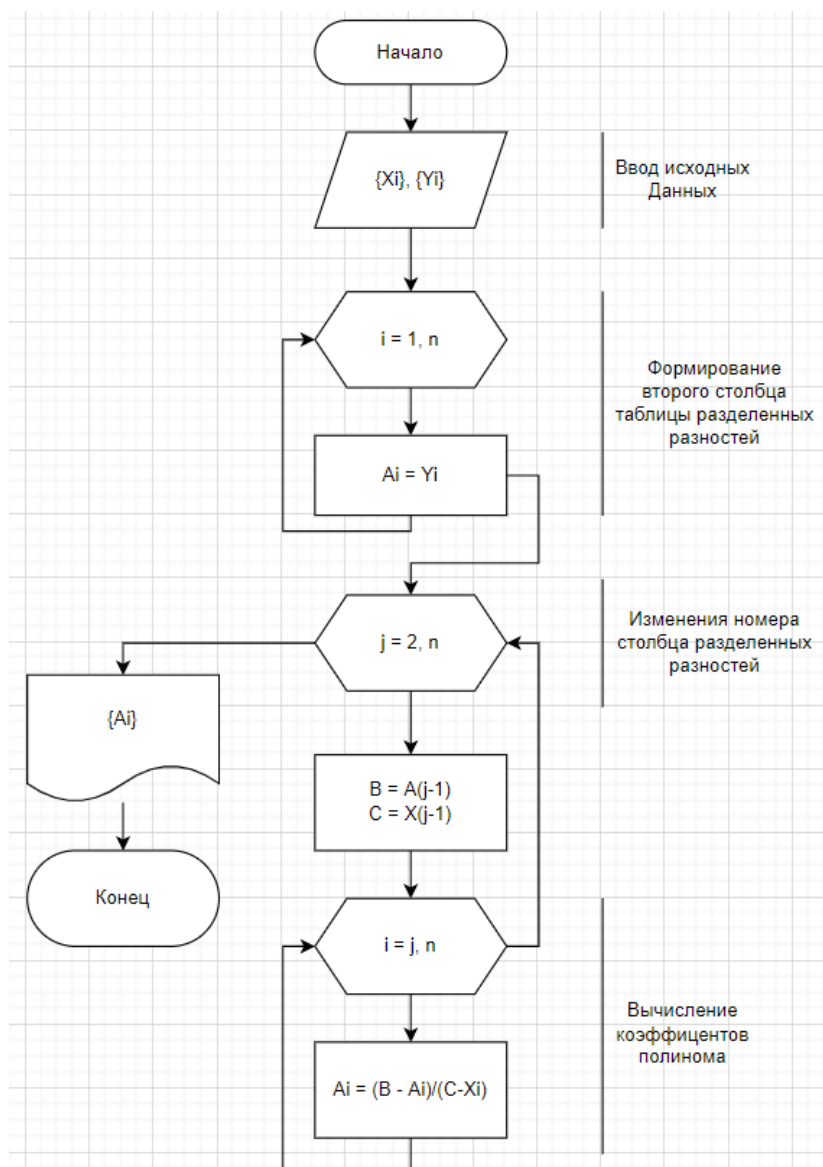 Начало
{Xi}, {Yi}
Ввод исходных
Данных
i = 1, n
Формирование
второго столбца
таблицы разделенных
разностей
Ai = Yi
j = 2, n
Изменения номера
столбца разделенных
разностей
{Ai}
B = A(j-1)
C = X(j-1)
Конец
i = j, n
Вычисление
коэффицентов
полинома
Ai = (B - Ai)/(C-Xi)